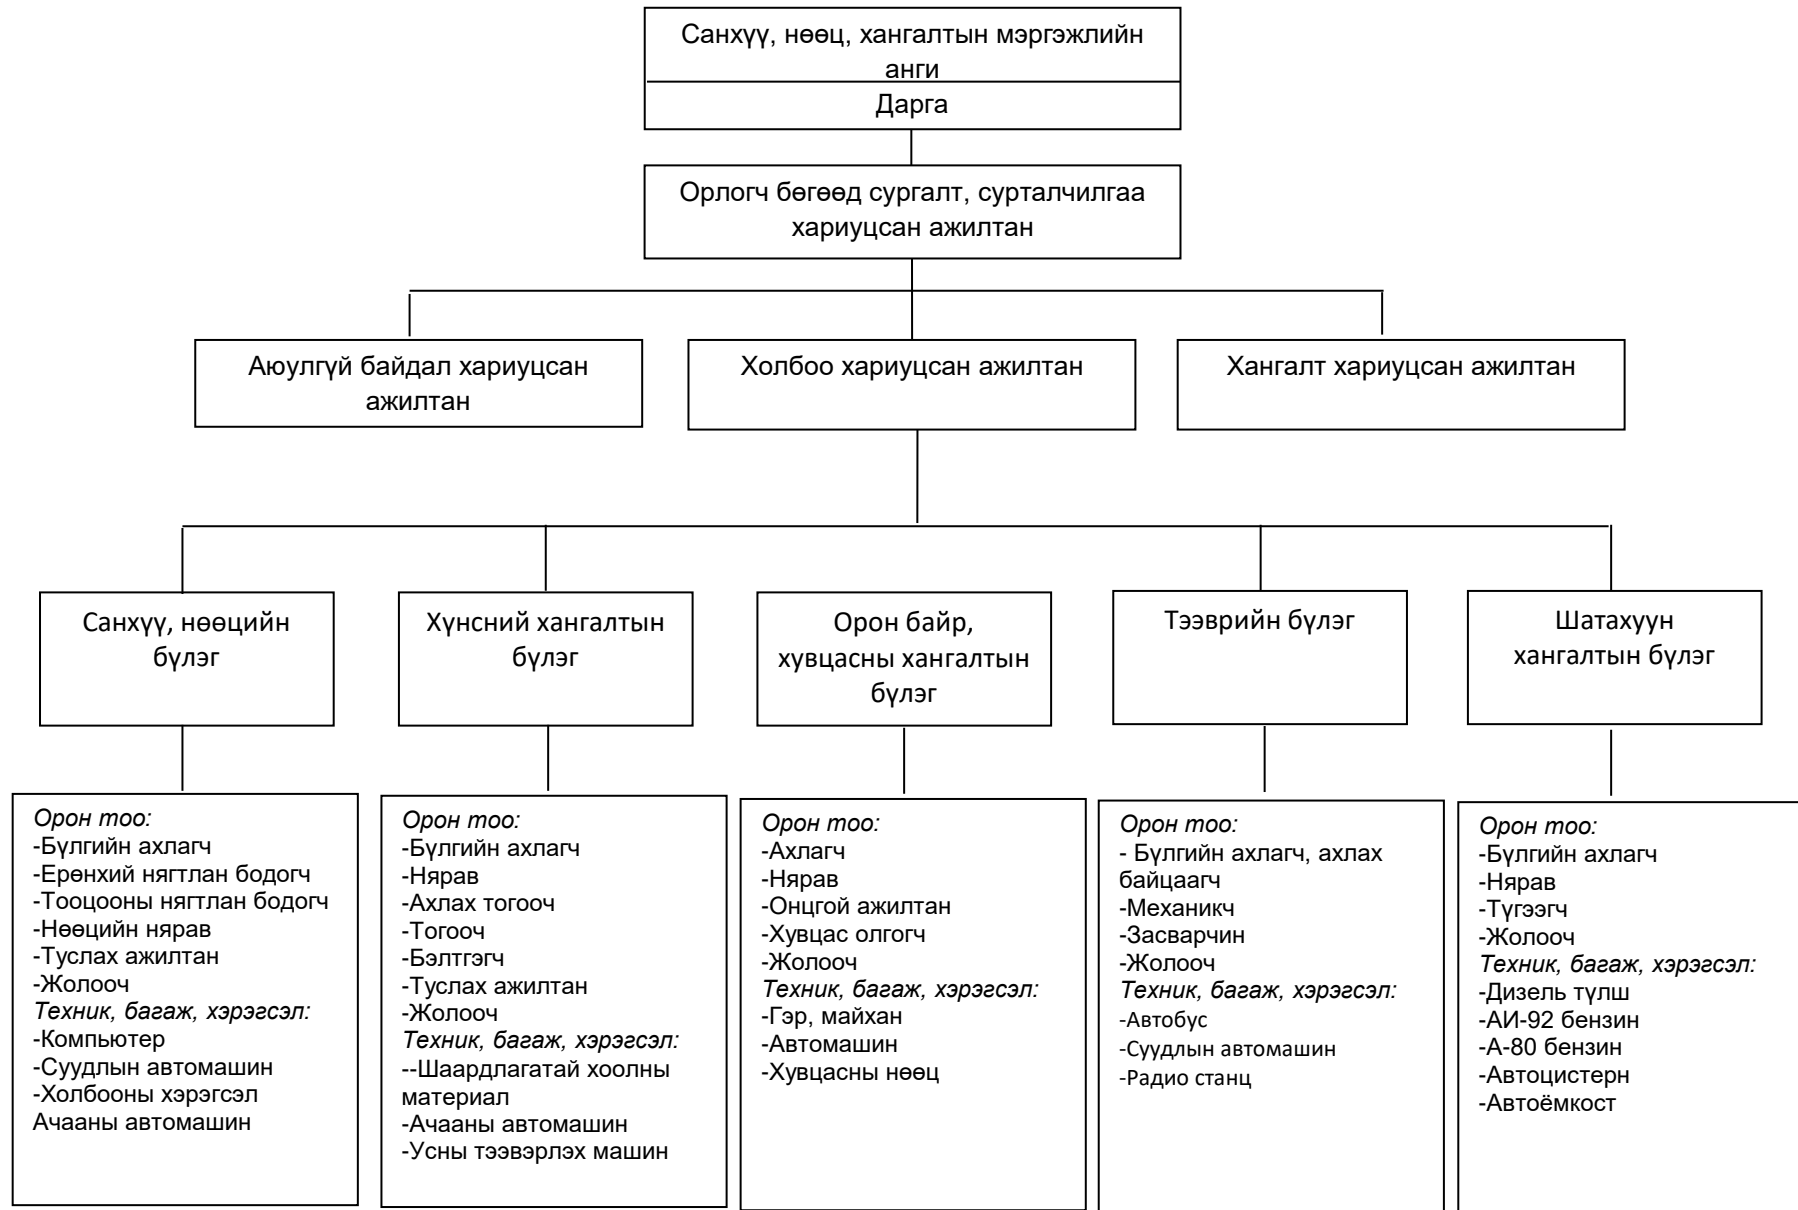 Санхүү, нөөц, хангалтын мэргэжлийн
анги
Дарга
Орлогч бөгөөд сургалт, сурталчилгаа
хариуцсан ажилтан
Аюулгүй байдал хариуцсан
ажилтан
Холбоо хариуцсан ажилтан
Хангалт хариуцсан ажилтан
Санхүү, нөөцийн
бүлэг
Хүнсний хангалтын
бүлэг
Орон байр,
хувцасны хангалтын
бүлэг
Тээврийн бүлэг
Шатахуун
хангалтын бүлэг
Орон тоо:
-Бүлгийн ахлагч
-Ерөнхий нягтлан бодогч
-Тооцооны нягтлан бодогч
-Нөөцийн нярав
-Туслах ажилтан
-Жолооч
Техник, багаж, хэрэгсэл:
-Компьютер
-Суудлын автомашин
-Холбооны хэрэгсэл
Ачааны автомашин
Орон тоо:
-Бүлгийн ахлагч
-Нярав
-Ахлах тогооч
-Тогооч
-Бэлтгэгч
-Туслах ажилтан
-Жолооч
Техник, багаж, хэрэгсэл:
--Шаардлагатай хоолны
материал
-Ачааны автомашин
-Усны тээвэрлэх машин
Орон тоо:
-Ахлагч
-Нярав
-Онцгой ажилтан
-Хувцас олгогч
-Жолооч
Техник, багаж, хэрэгсэл:
-Гэр, майхан
-Автомашин
-Хувцасны нөөц
Орон тоо:
- Бүлгийн ахлагч, ахлах
байцаагч
-Механикч
-Засварчин
-Жолооч
Техник, багаж, хэрэгсэл:
-Автобус
-Суудлын автомашин
-Радио станц
Орон тоо:
-Бүлгийн ахлагч
-Нярав
-Түгээгч
-Жолооч
Техник, багаж, хэрэгсэл:
-Дизель түлш
-АИ-92 бензин
-А-80 бензин
-Автоцистерн
-Автоёмкост